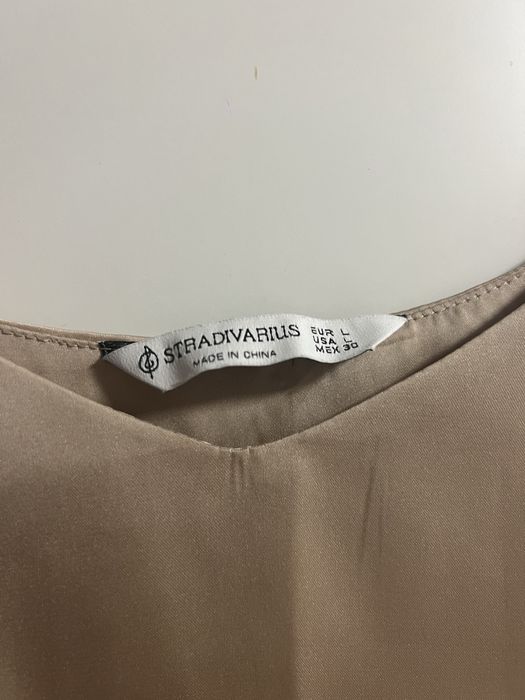 STRADIVARIUS
MADE IN CHINA
EUR L
USA L
MEX 30